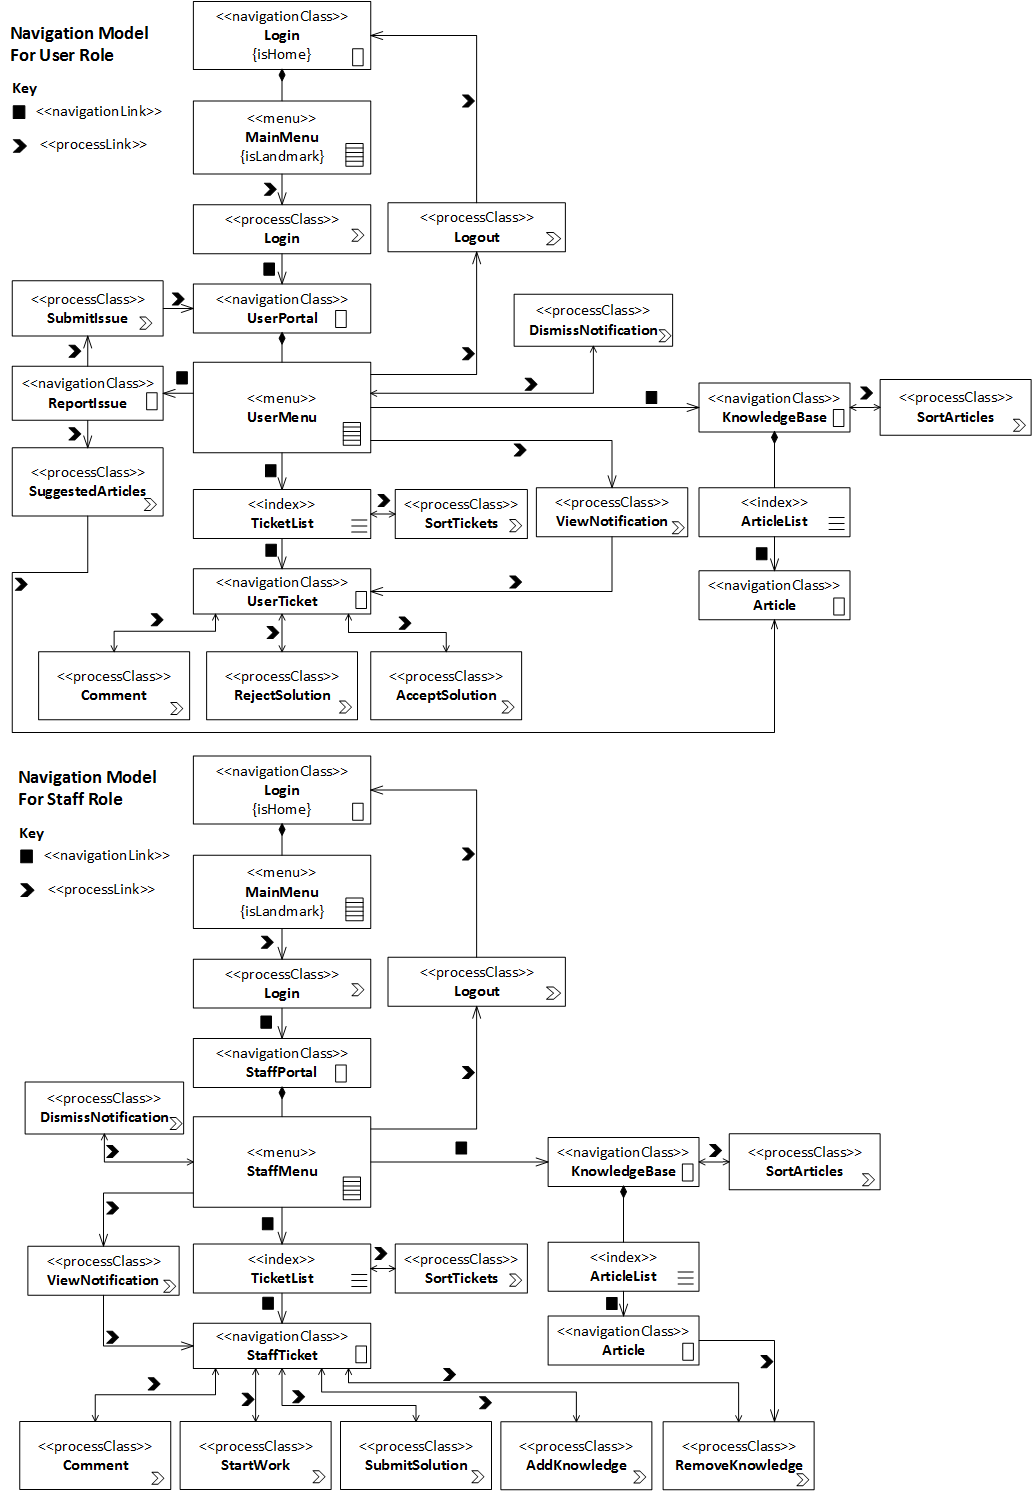 Navigation Model
For User Role
Key
<<navigationLink>>
<<processLink>>
<<navigationClass>>
Login
{isHome}
<<menu>>
MainMenu
{isLandmark}
<<processClass>>
Login
<<processClass>>
Logout
<<processClass>>
SubmitIssue
<<navigationClass>>
UserPortal
<<processClass>>
DismissNotification
<<navigationClass>>
ReportIssue
<<menu>>
UserMenu
<<navigationClass>>
KnowledgeBase
<<processClass>>
SortArticles
<<processClass>>
SuggestedArticles
<<index>>
TicketList
<<processClass>>
SortTickets
<<processClass>>
ViewNotification
<<index>>
ArticleList
<<navigationClass>>
UserTicket
<<navigationClass>>
Article
<<processClass>>
Comment
<<processClass>>
RejectSolution
<<processClass>>
AcceptSolution
Navigation Model
For Staff Role
Key
<<navigationLink>>
<<processLink>>
<<navigationClass>>
Login
{isHome}
<<menu>>
MainMenu
{isLandmark}
<<processClass>>
Login
<<processClass>>
Logout
<<navigationClass>>
StaffPortal
<<processClass>>
DismissNotification
<<menu>>
StaffMenu
<<navigationClass>>
KnowledgeBase
<<processClass>>
SortArticles
<<processClass>>
ViewNotification
<<index>>
TicketList
<<processClass>>
SortTickets
<<index>>
ArticleList
<<navigationClass>>
StaffTicket
<<navigationClass>>
Article
<<processClass>>
Comment
<<processClass>>
StartWork
<<processClass>>
SubmitSolution
<<processClass>>
AddKnowledge
<<processClass>>
RemoveKnowledge